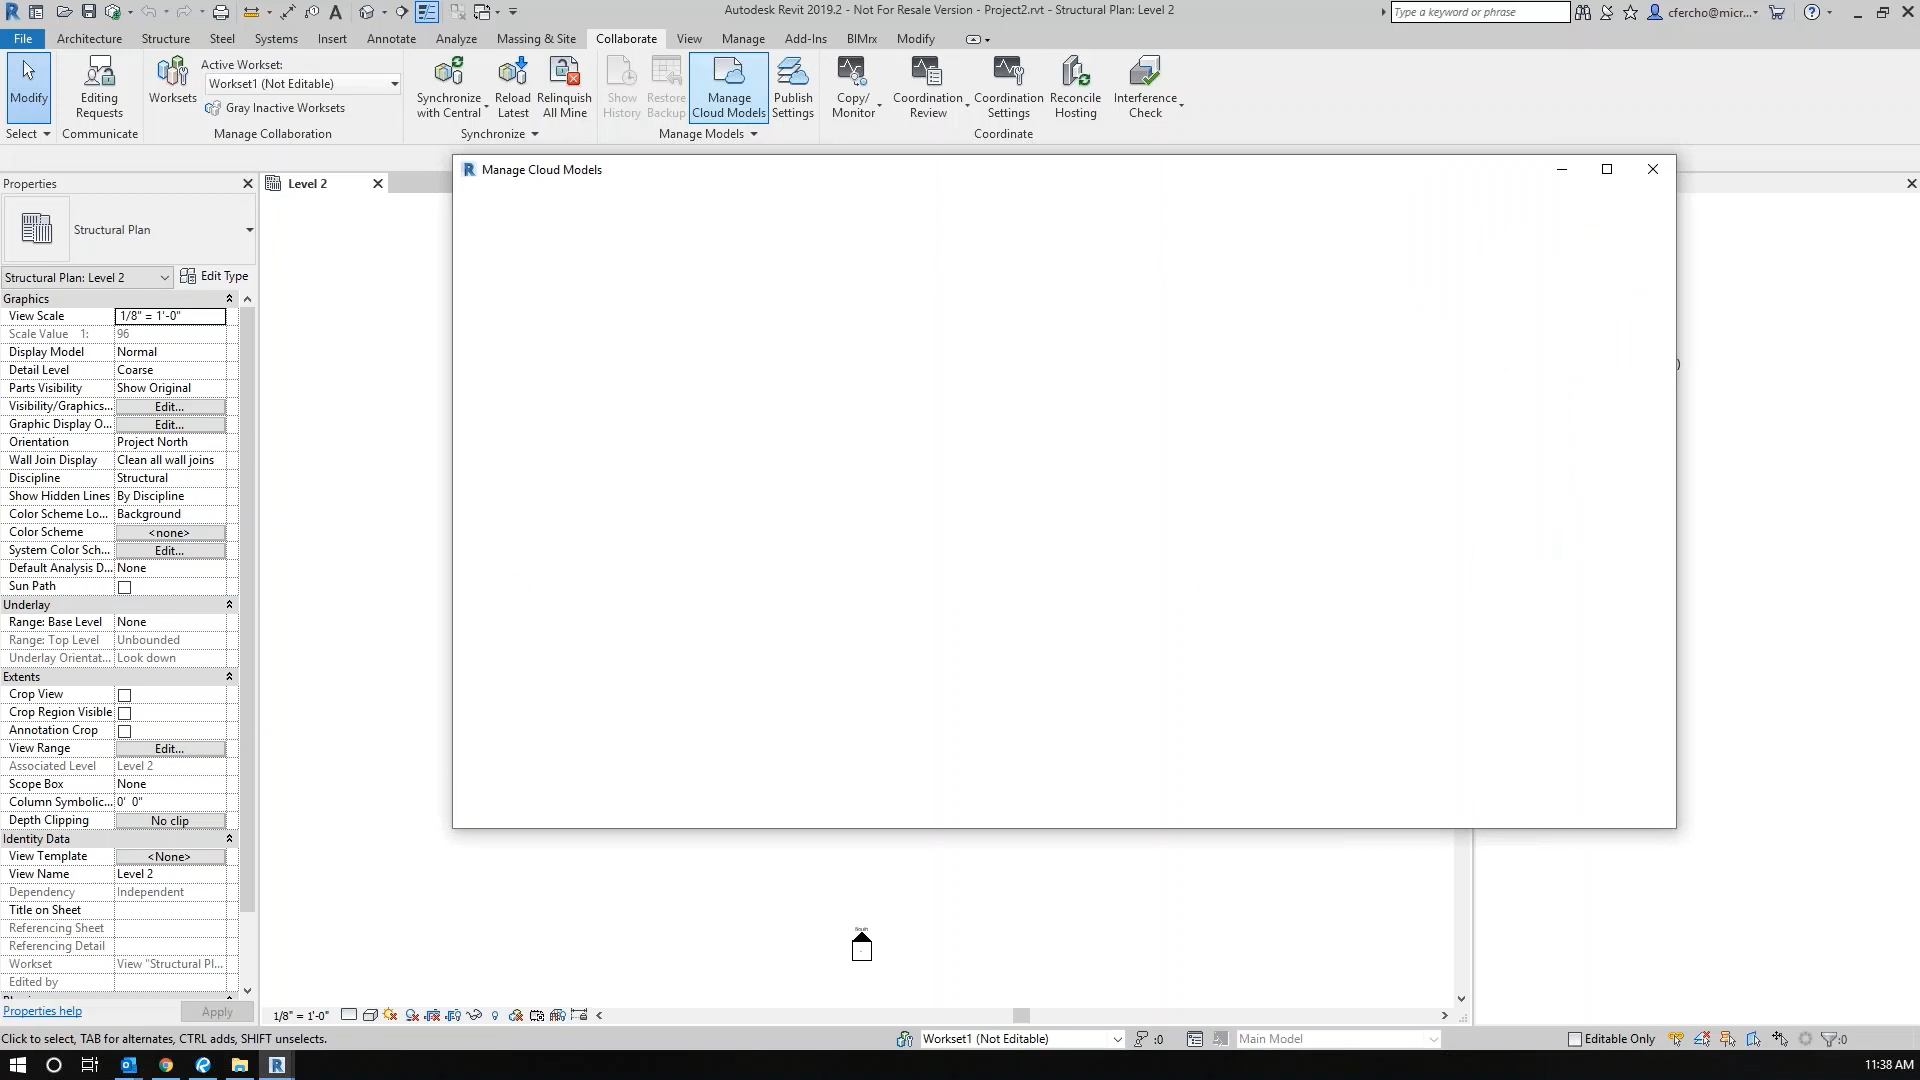 Autodesk Revit 2019.2 - Not For Resale Version - Project2.rvt - Structural Plan: Level 2
Type a keyword or phrase
cfercho@micr...
File Architecture Structure Steel Systems Insert Annotate Analyze Massing & Site Collaborate View Manage Add-Ins BIMrx Modify
Modify
Editing Requests
Worksets
Active Workset:
Workset1 (Not Editable)
Gray Inactive Worksets
Synchronize with Central
Reload Latest
Relinquish All Mine
Show History
Restore Backup
Manage Cloud Models
Publish Settings
Copy/ Monitor
Coordination Review
Coordination Settings
Reconcile Hosting
Interference Check
Select Communicate Manage Collaboration Synchronize Manage Models Coordinate
Manage Cloud Models
Properties
Level 2
Structural Plan
Structural Plan: Level 2 Edit Type
Graphics
View Scale 1/8" = 1'-0"
Scale Value 1: 96
Display Model Normal
Detail Level Coarse
Parts Visibility Show Original
Visibility/Graphics... Edit...
Graphic Display O... Edit...
Orientation Project North
Wall Join Display Clean all wall joins
Discipline Structural
Show Hidden Lines By Discipline
Color Scheme Lo... Background
Color Scheme <none>
System Color Sch... Edit...
Default Analysis D... None
Sun Path
Underlay
Range: Base Level None
Range: Top Level Unbounded
Underlay Orientat... Look down
Extents
Crop View
Crop Region Visible
Annotation Crop
View Range Edit...
Associated Level Level 2
Scope Box None
Column Symbolic... 0' 0"
Depth Clipping No clip
Identity Data
View Template <None>
View Name Level 2
Dependency Independent
Title on Sheet
Referencing Sheet
Referencing Detail
Workset View "Structural Pl...
Edited by
Properties help Apply
1/8" = 1'-0"
Click to select, TAB for alternates, CTRL adds, SHIFT unselects.
Workset1 (Not Editable) :0 Main Model Editable Only :0
11:38 AM